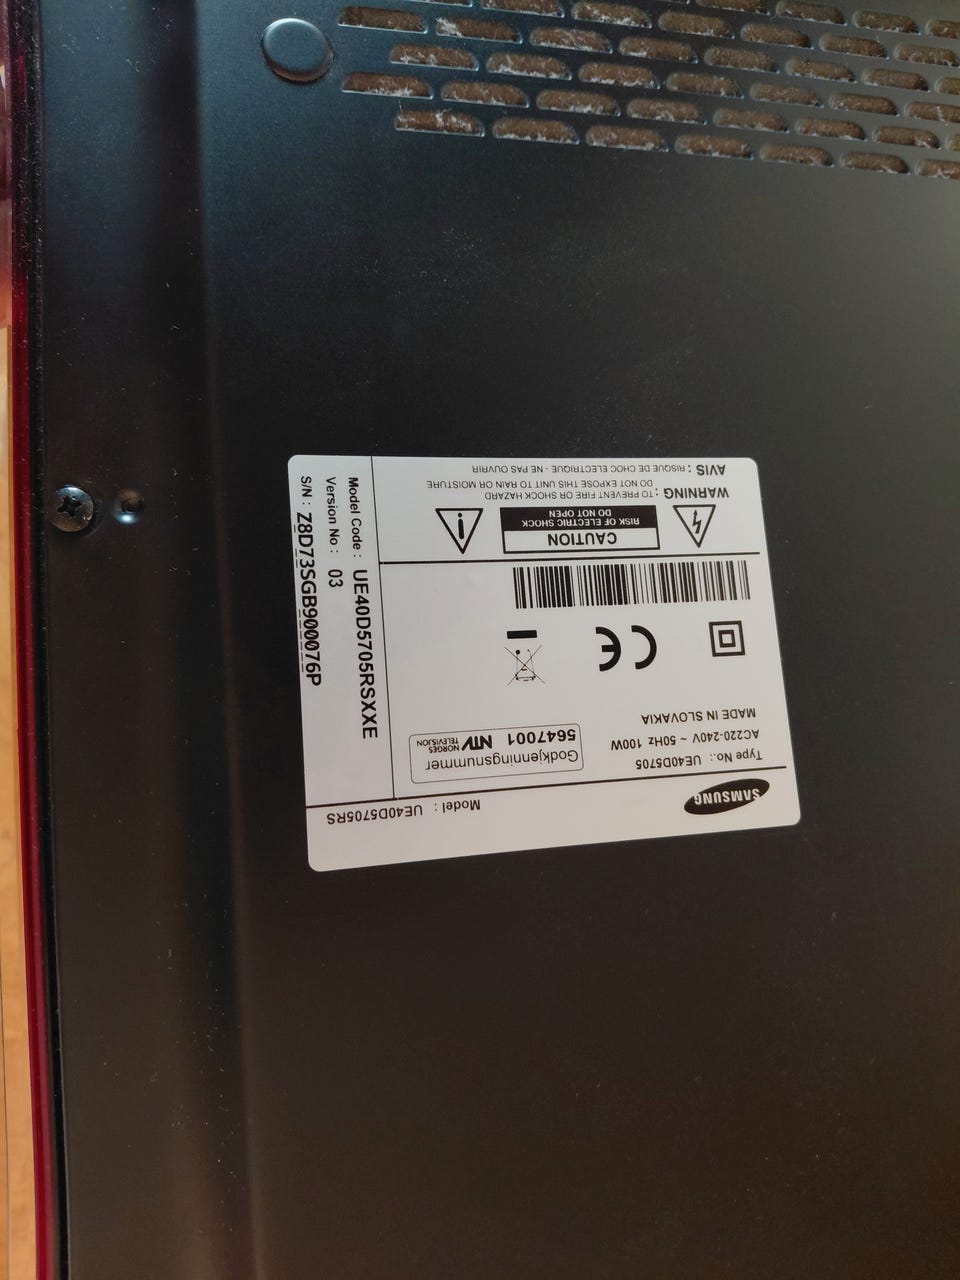 SAMSUNG
Model : UE40D5705RS
Type No.: UE40D5705
AC220-240V ~ 50Hz 100W
MADE IN SLOVAKIA
Godkjenningsnummer
5647001 NTV NORGES
TELEVISJON
CE
CAUTION
RISK OF ELECTRIC SHOCK
DO NOT OPEN
WARNING : TO PREVENT FIRE OR SHOCK HAZARD
DO NOT EXPOSE THIS UNIT TO RAIN OR MOISTURE
AVIS : RISQUE DE CHOC ELECTRIQUE - NE PAS OUVRIR
Model Code : UE40D5705RSXXE
Version No : 03
S/N : Z8D73SGB900076P